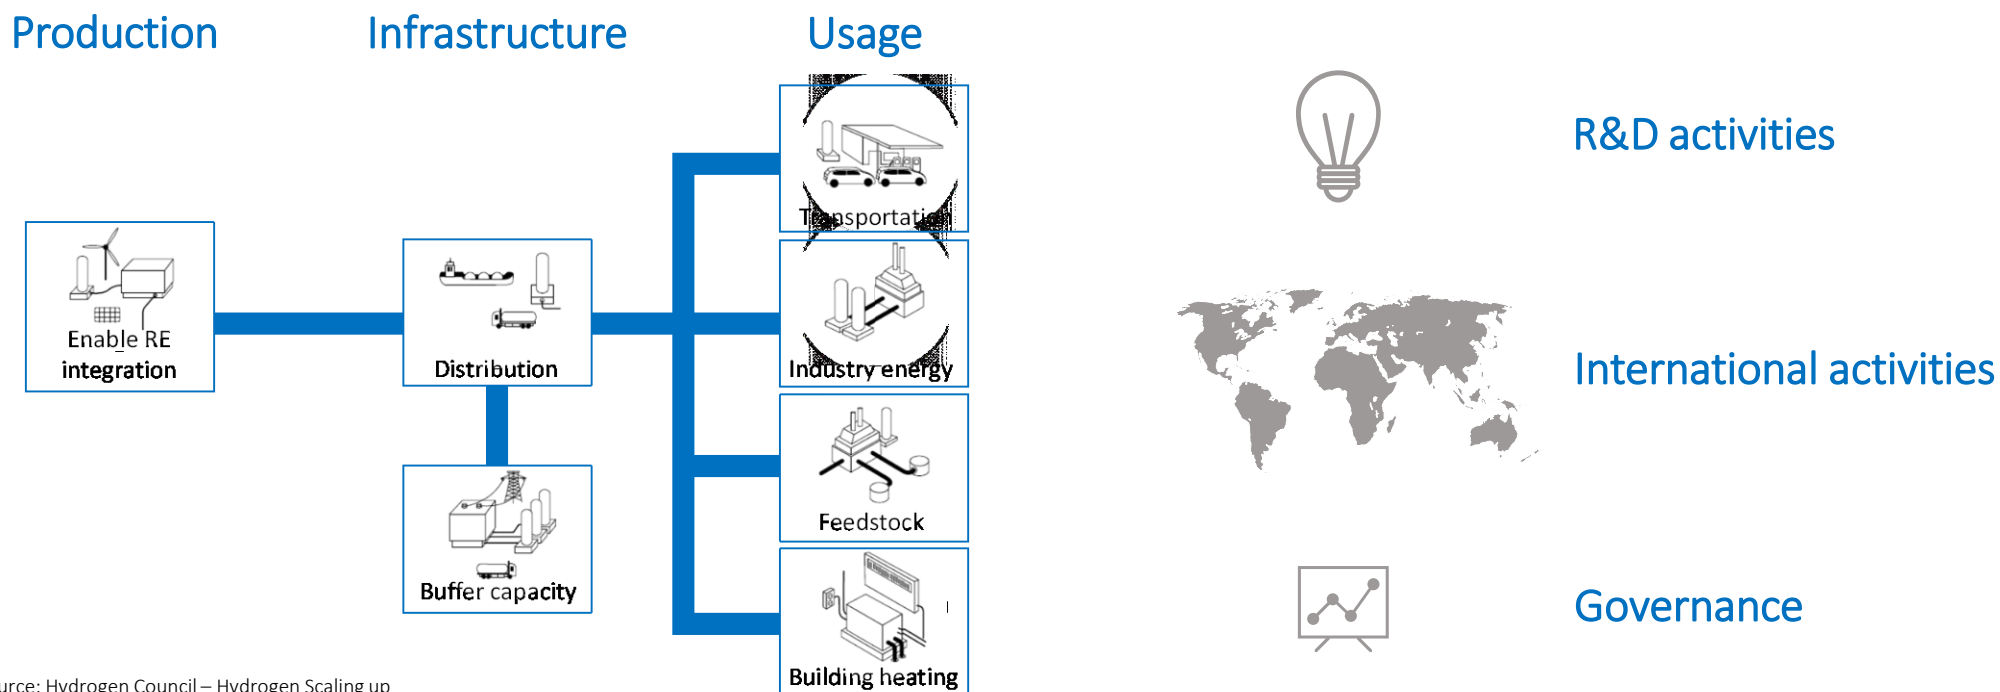 Production
Infrastructure
Usage
Enable RE
integration
Distribution
Buffer capacity
Transportation
Industry energy
Feedstock
Building heating
R&D activities
International activities
Governance
urce: Hydrogen Council – Hydrogen Scaling up